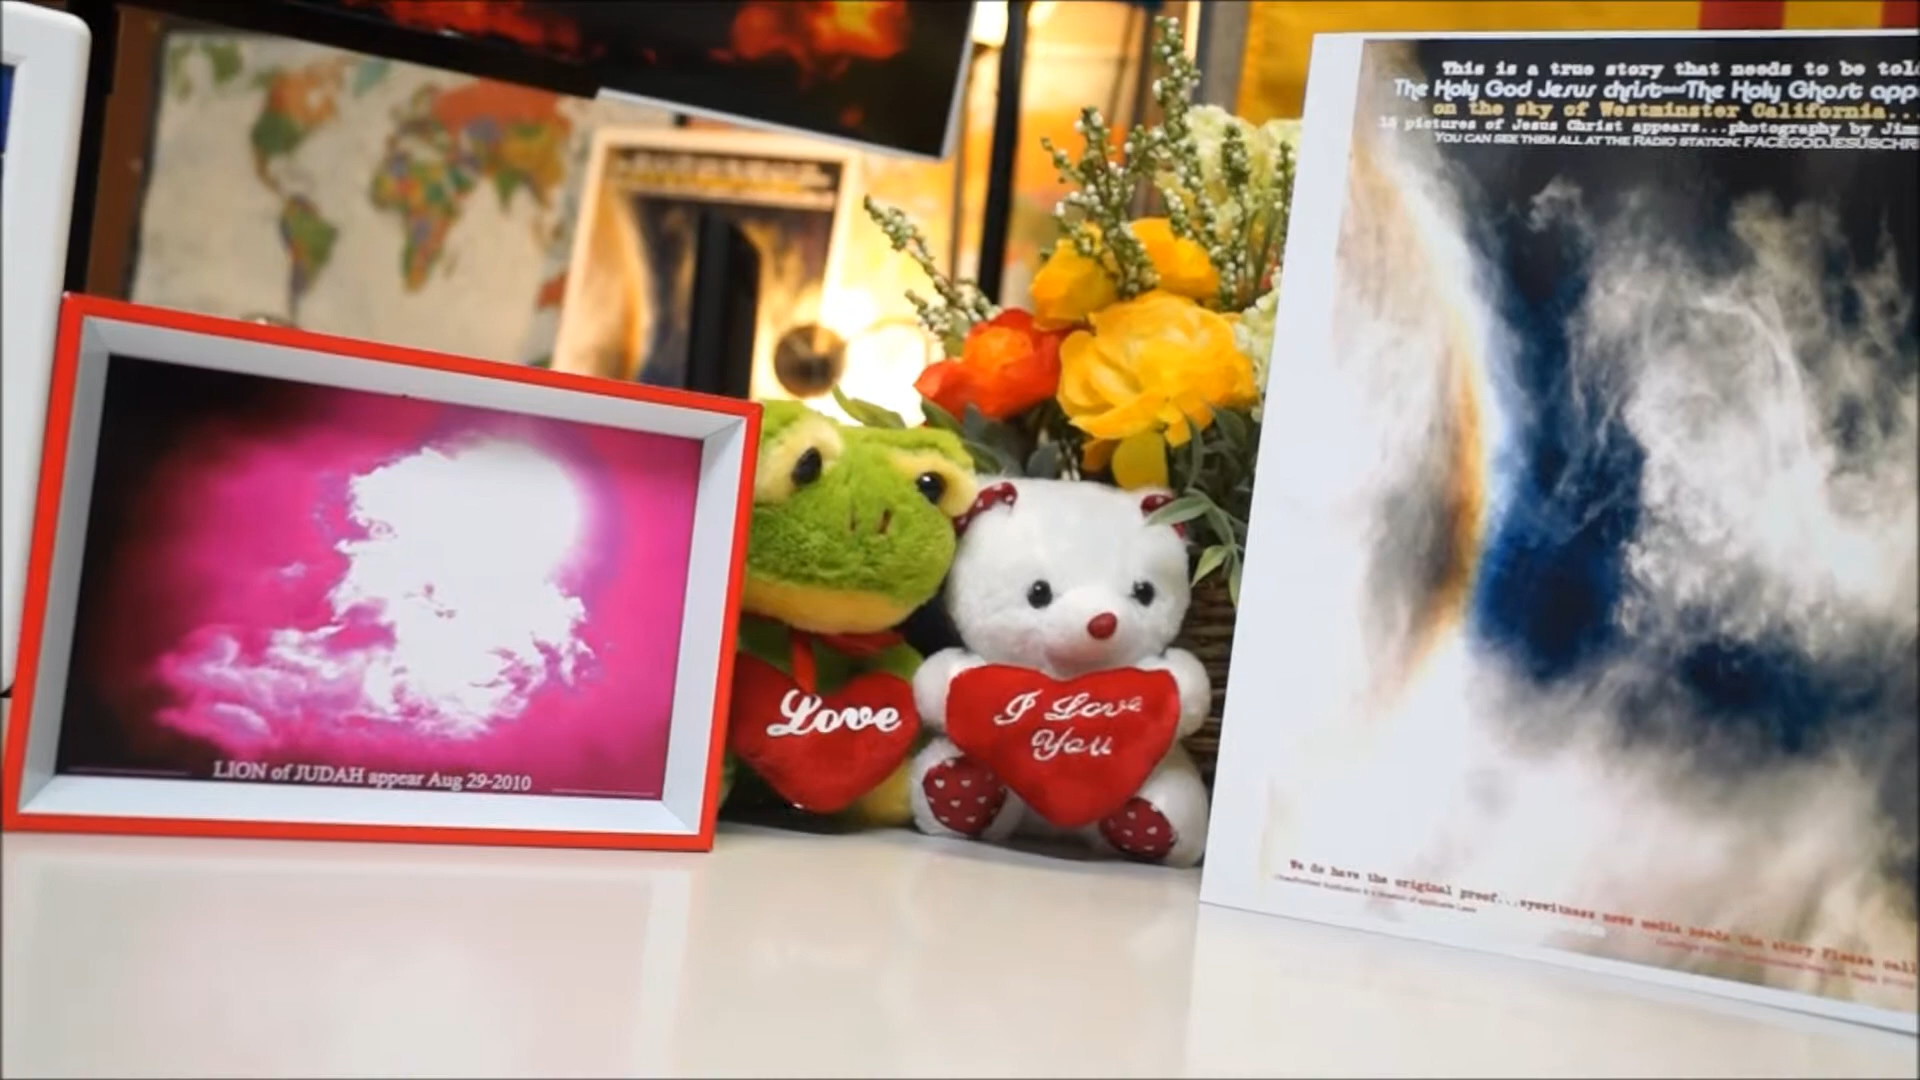 LION of JUDAH appear Aug 29-2010
Love
I Love
You
This is a true story that needs to be told
The Holy God Jesus christ and The Holy Ghost app
on the sky of Westminster California...
pictures of Jesus Christ appears...photography by Jim
YOU CAN SEE THEM ALL AT THE RADIO STATION: FACEGODJESUSCHRI
We do have the original proof...eyewitness news media needs the story Please call